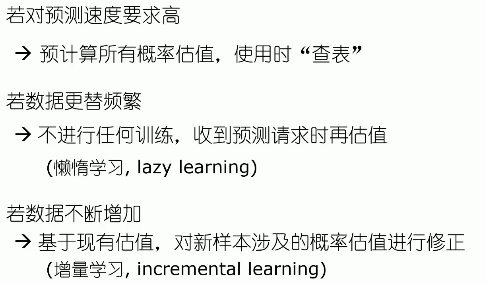 若对预测速度要求高
→ 预计算所有概率估值，使用时“查表”
若数据更替频繁
→ 不进行任何训练，收到预测请求时再估值
(懒惰学习, lazy learning)
若数据不断增加
→ 基于现有估值，对新样本涉及的概率估值进行修正
(增量学习, incremental learning)